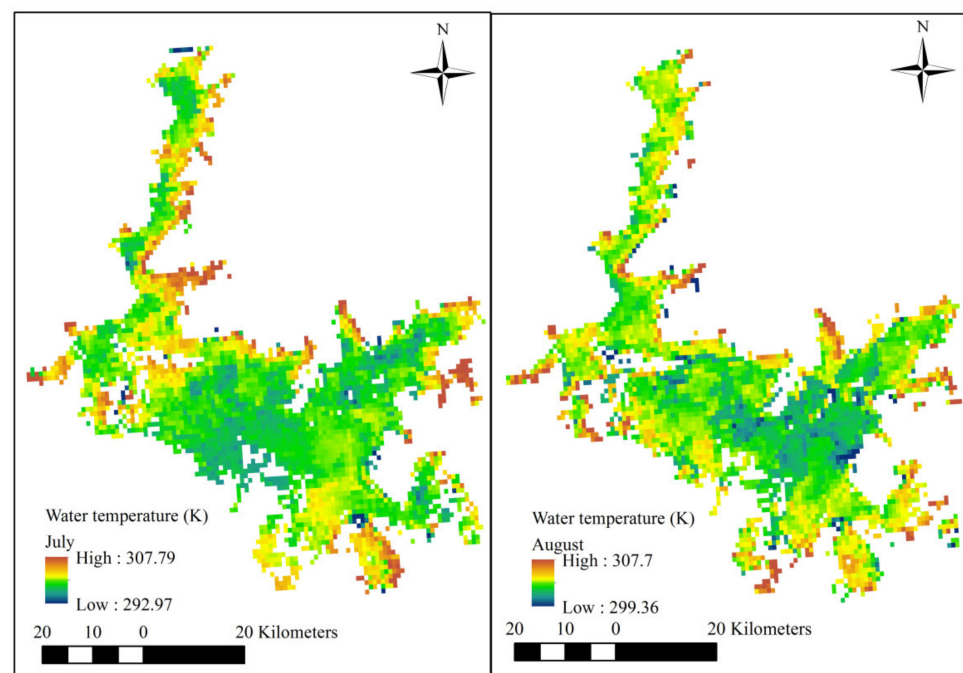 N
Water temperature (K)
July
High : 307.79
Low : 292.97
20 10 0 20 Kilometers
N
Water temperature (K)
August
High : 307.7
Low : 299.36
20 10 0 20 Kilometers